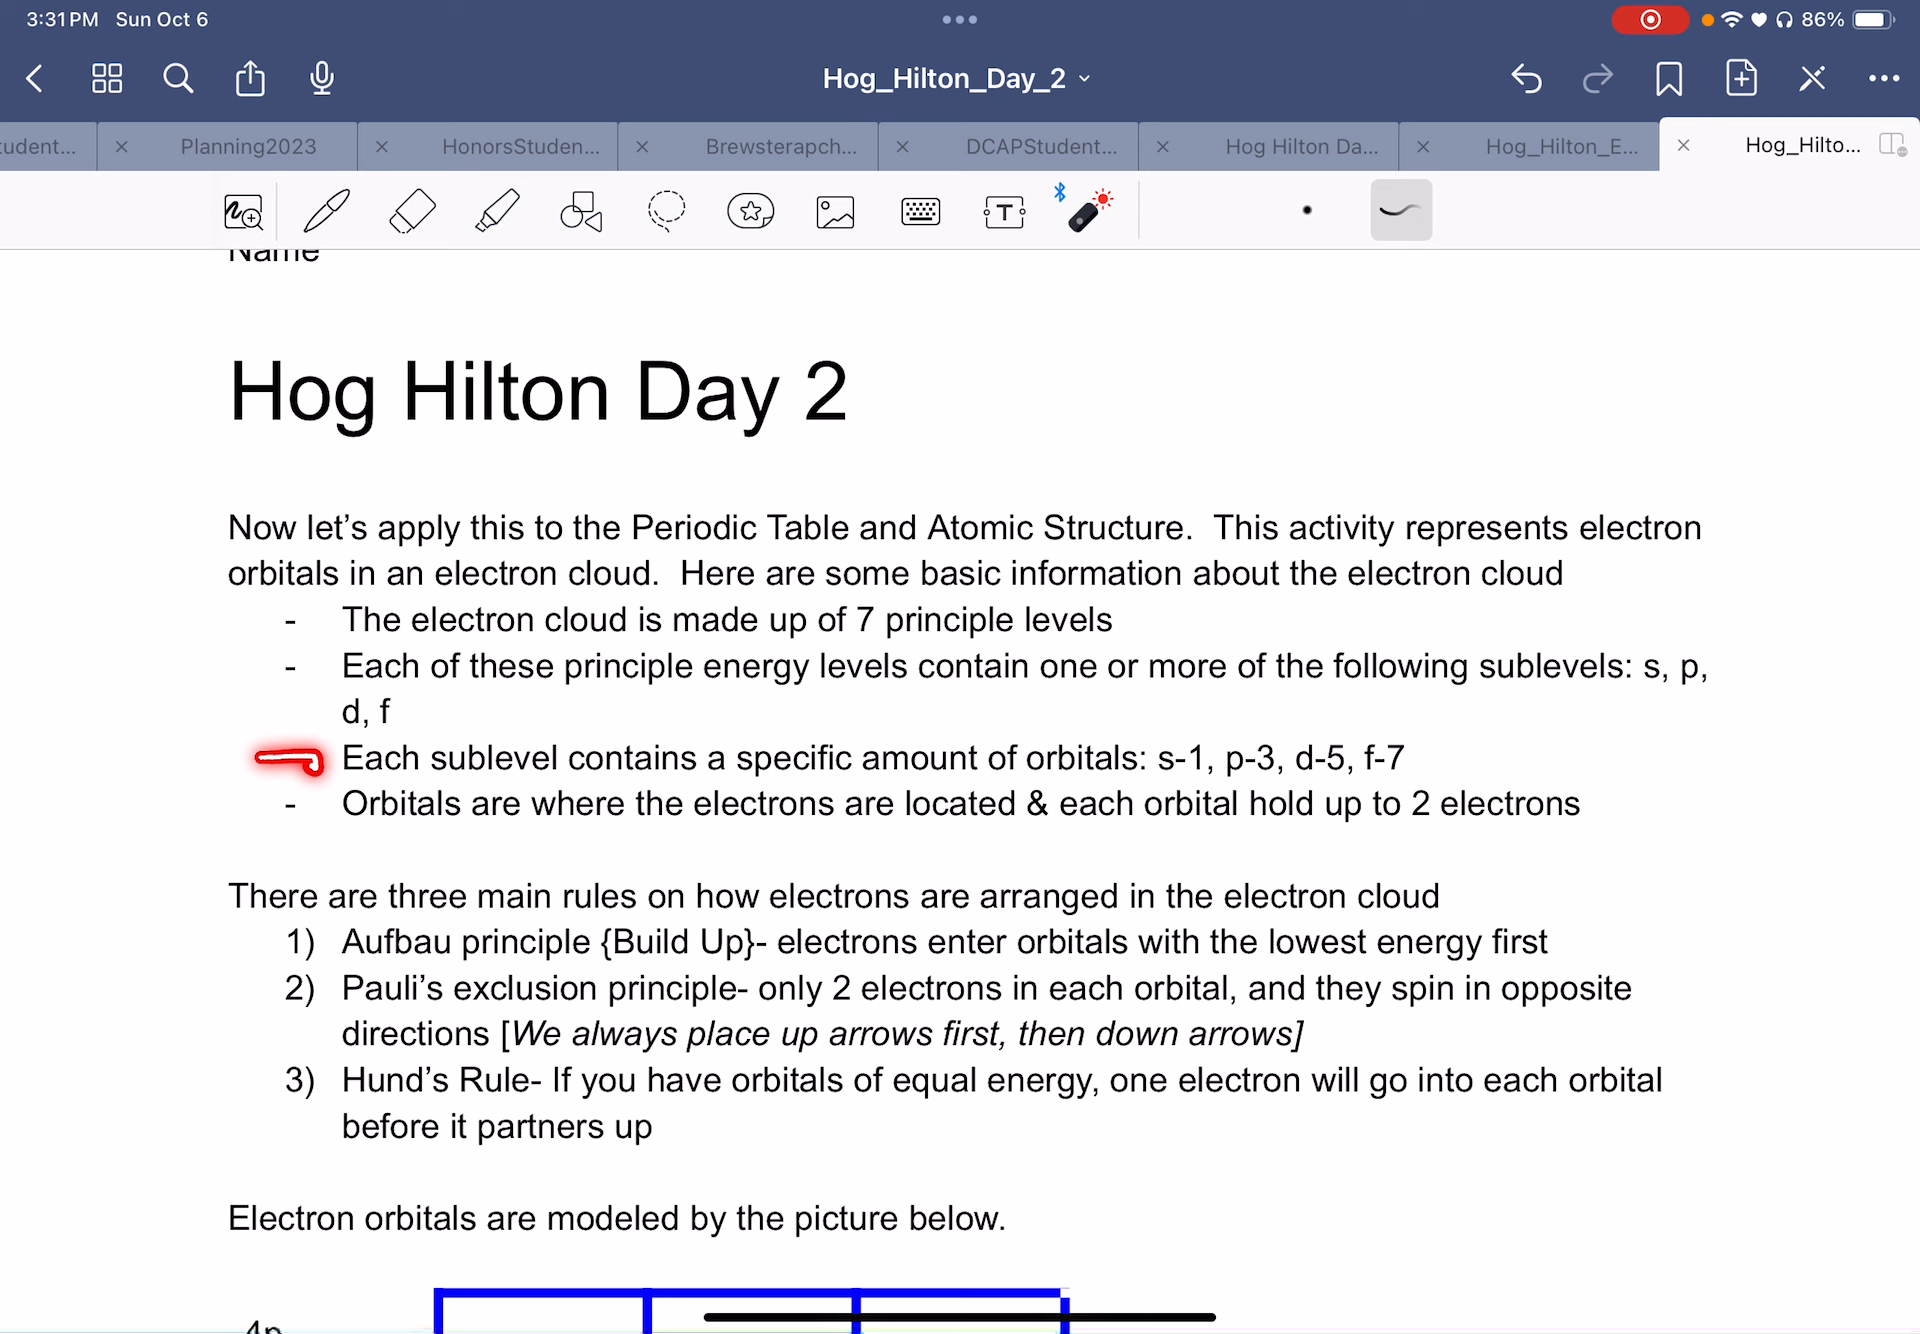 3:31 PM Sun Oct 6
86%
Hog_Hilton_Day_2
tudent...
Planning2023
HonorsStuden...
Brewsterapch...
DCAPStudent...
Hog Hilton Da...
Hog_Hilton_E...
Hog_Hilto...
Name
Hog Hilton Day 2
Now let’s apply this to the Periodic Table and Atomic Structure. This activity represents electron
orbitals in an electron cloud. Here are some basic information about the electron cloud
- The electron cloud is made up of 7 principle levels
- Each of these principle energy levels contain one or more of the following sublevels: s, p,
d, f
Each sublevel contains a specific amount of orbitals: s-1, p-3, d-5, f-7
- Orbitals are where the electrons are located & each orbital hold up to 2 electrons
There are three main rules on how electrons are arranged in the electron cloud
1) Aufbau principle {Build Up}- electrons enter orbitals with the lowest energy first
2) Pauli’s exclusion principle- only 2 electrons in each orbital, and they spin in opposite
directions [We always place up arrows first, then down arrows]
3) Hund’s Rule- If you have orbitals of equal energy, one electron will go into each orbital
before it partners up
Electron orbitals are modeled by the picture below.
4p